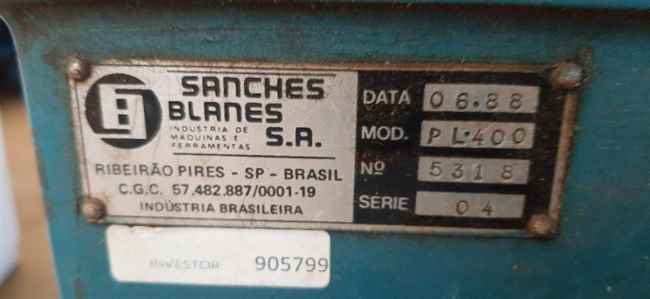 SANCHES
BLANES
INDUSTRIA DE
MÁQUINAS E
FERRAMENTAS
S.A.
RIBEIRÃO PIRES - SP - BRASIL
C.G.C. 57.482.887/0001-19
INDÚSTRIA BRASILEIRA
DATA 06.88
MOD. PL.400
Nº 5318
SÉRIE 04
INVESTOR 905799